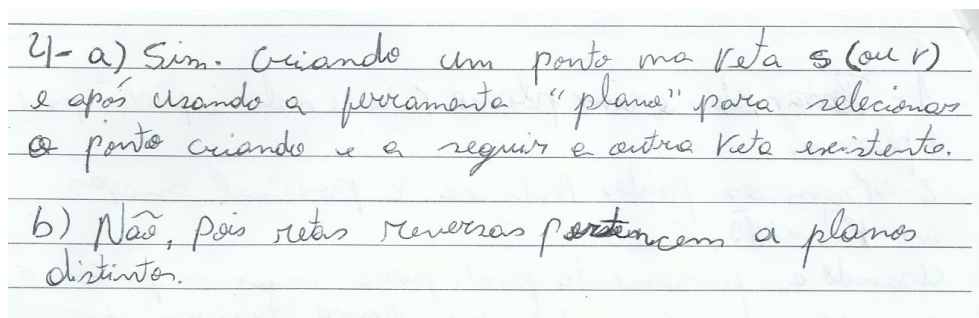 4- a) Sim. Criando um ponto na reta s (ou r)
e após usando a ferramenta "plano" para selecionar
o ponto criando e a seguir a outra reta existente.
b) Não, pois retas reversas pertencem a planos
distintos.